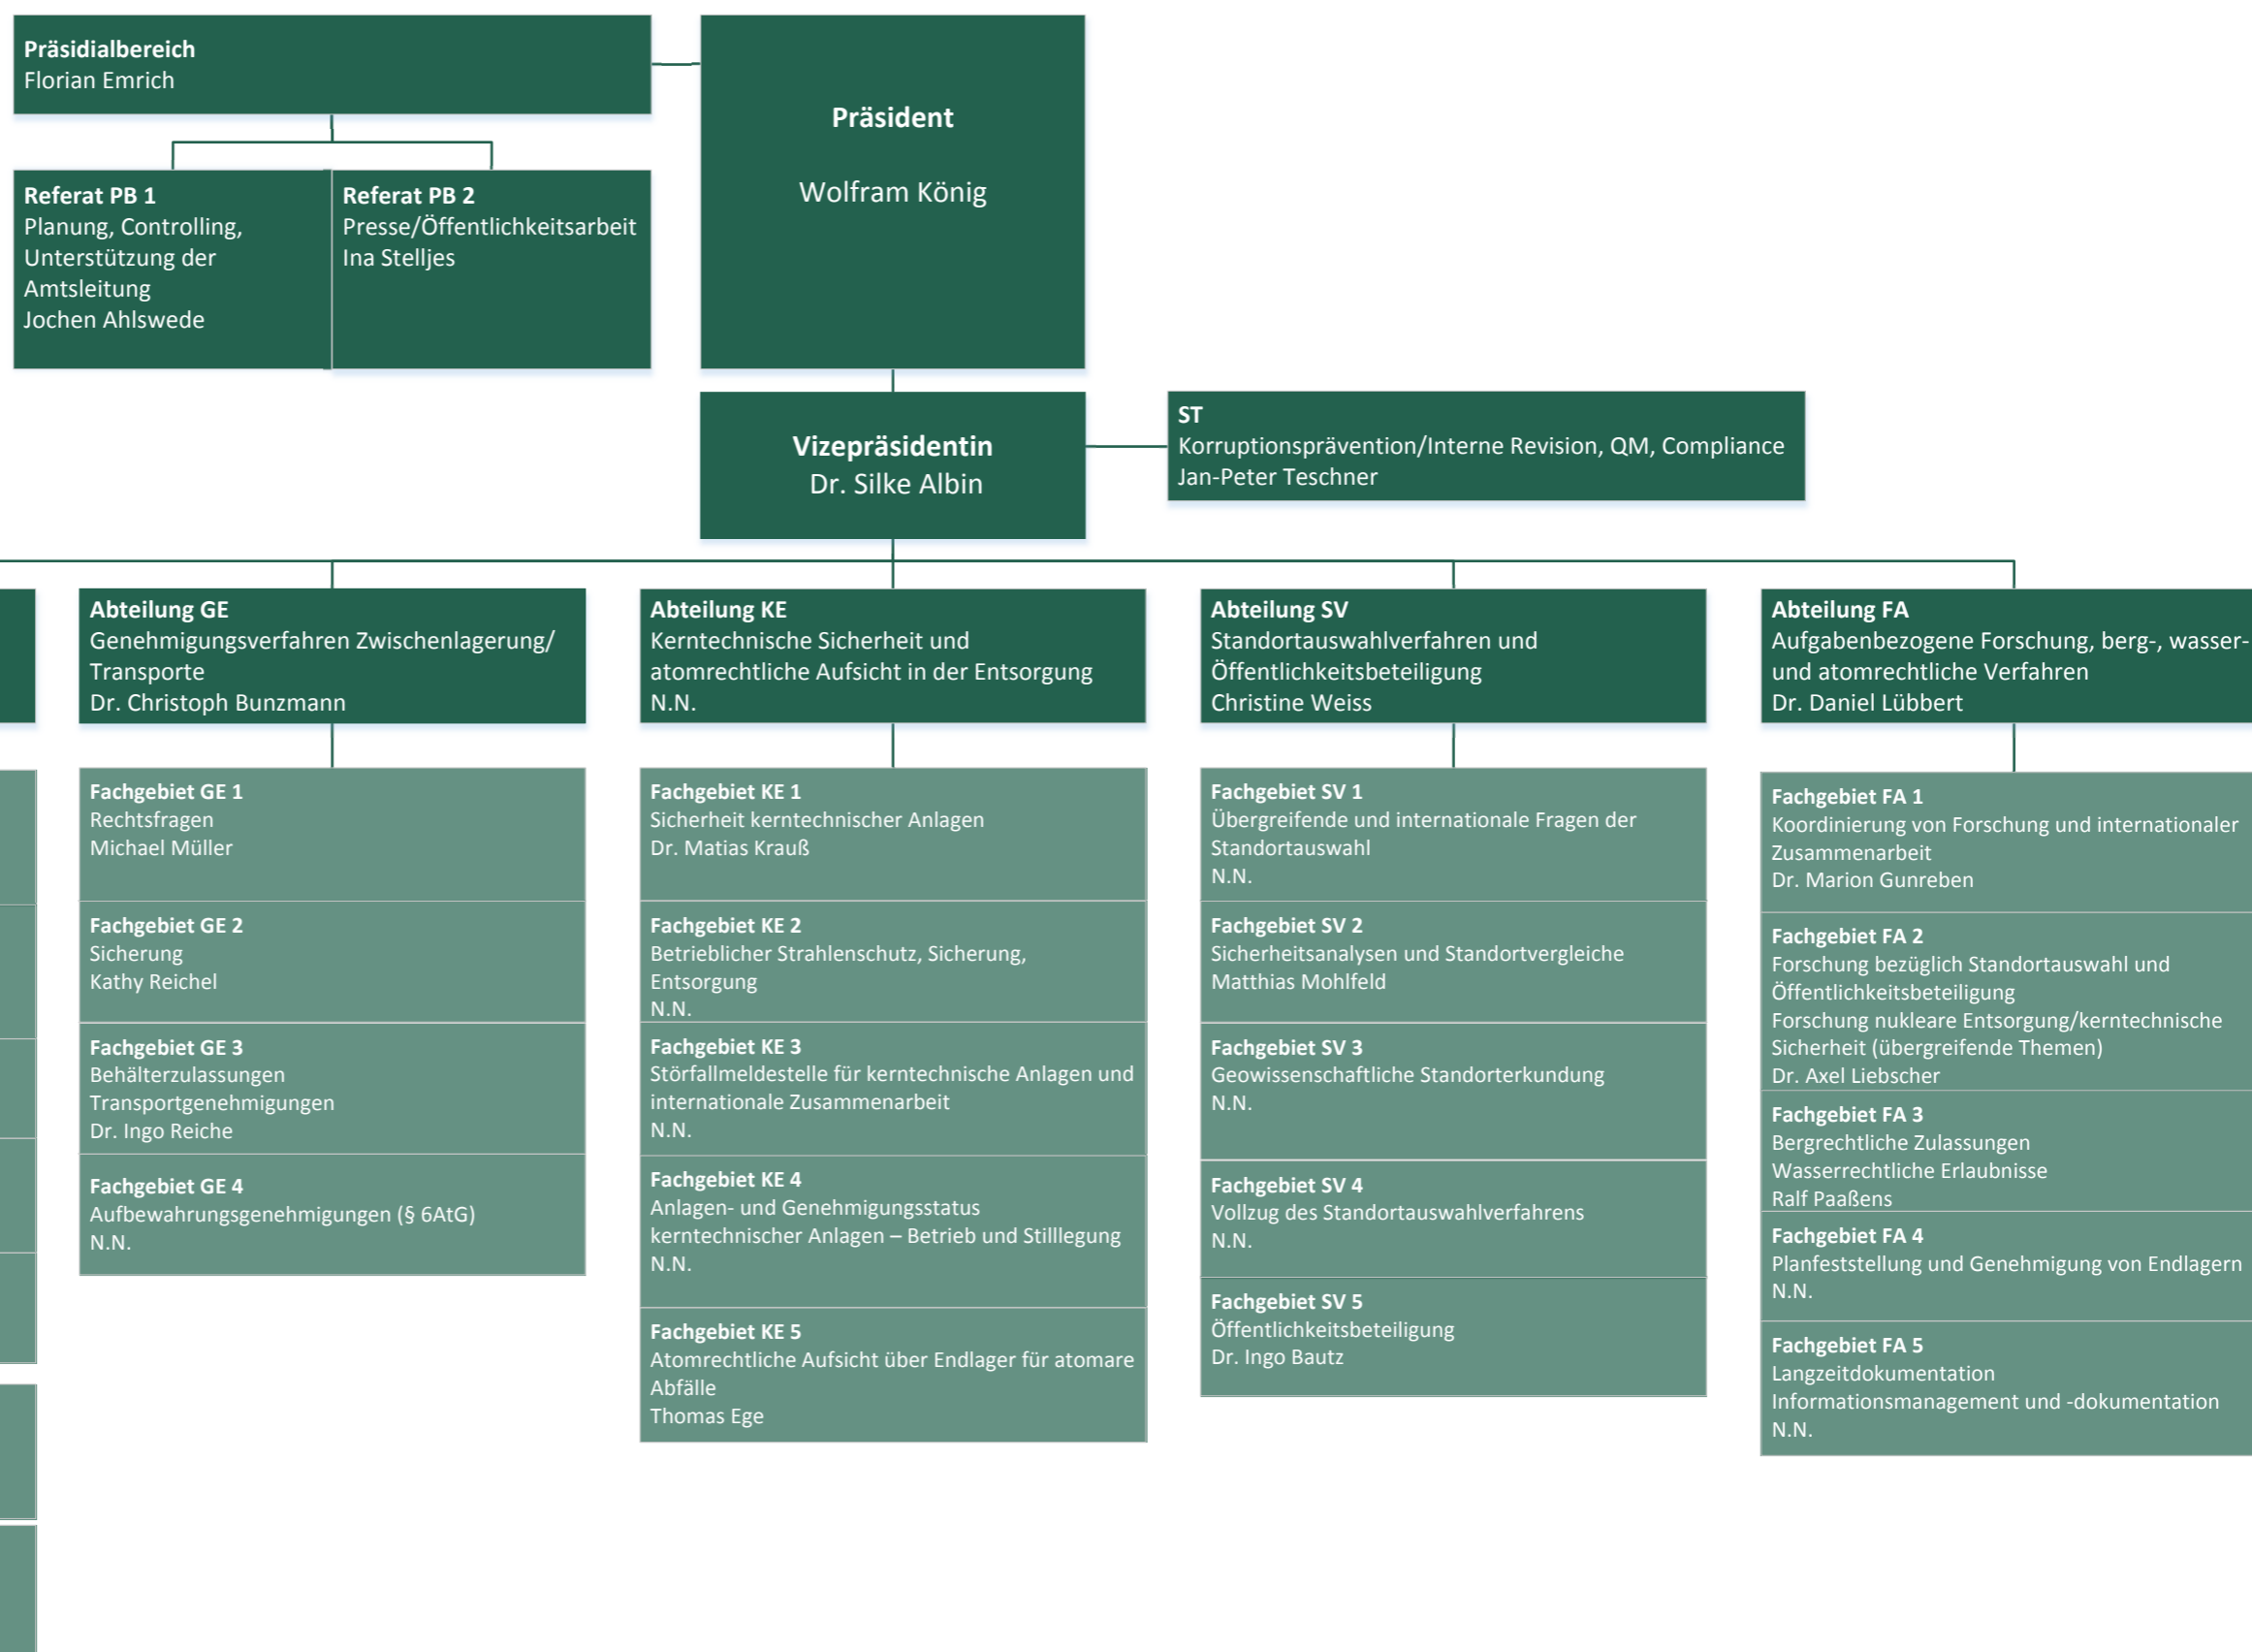 Präsidialbereich
Florian Emrich
Präsident
Wolfram König
Referat PB 1
Planung, Controlling,
Unterstützung der
Amtsleitung
Jochen Ahlswede
Referat PB 2
Presse/Öffentlichkeitsarbeit
Ina Stelljes
Vizepräsidentin
Dr. Silke Albin
ST
Korruptionsprävention/Interne Revision, QM, Compliance
Jan-Peter Teschner
Abteilung GE
Genehmigungsverfahren Zwischenlagerung/
Transporte
Dr. Christoph Bunzmann
Fachgebiet GE 1
Rechtsfragen
Michael Müller
Fachgebiet GE 2
Sicherung
Kathy Reichel
Fachgebiet GE 3
Behälterzulassungen
Transportgenehmigungen
Dr. Ingo Reiche
Fachgebiet GE 4
Aufbewahrungsgenehmigungen (§ 6AtG)
N.N.
Abteilung KE
Kerntechnische Sicherheit und
atomrechtliche Aufsicht in der Entsorgung
N.N.
Fachgebiet KE 1
Sicherheit kerntechnischer Anlagen
Dr. Matias Krauß
Fachgebiet KE 2
Betrieblicher Strahlenschutz, Sicherung,
Entsorgung
N.N.
Fachgebiet KE 3
Störfallmeldestelle für kerntechnische Anlagen und
internationale Zusammenarbeit
N.N.
Fachgebiet KE 4
Anlagen- und Genehmigungsstatus
kerntechnischer Anlagen – Betrieb und Stilllegung
N.N.
Fachgebiet KE 5
Atomrechtliche Aufsicht über Endlager für atomare
Abfälle
Thomas Ege
Abteilung SV
Standortauswahlverfahren und
Öffentlichkeitsbeteiligung
Christine Weiss
Fachgebiet SV 1
Übergreifende und internationale Fragen der
Standortauswahl
N.N.
Fachgebiet SV 2
Sicherheitsanalysen und Standortvergleiche
Matthias Mohlfeld
Fachgebiet SV 3
Geowissenschaftliche Standorterkundung
N.N.
Fachgebiet SV 4
Vollzug des Standortauswahlverfahrens
N.N.
Fachgebiet SV 5
Öffentlichkeitsbeteiligung
Dr. Ingo Bautz
Abteilung FA
Aufgabenbezogene Forschung, berg-, wasser-
und atomrechtliche Verfahren
Dr. Daniel Lübbert
Fachgebiet FA 1
Koordinierung von Forschung und internationaler
Zusammenarbeit
Dr. Marion Gunreben
Fachgebiet FA 2
Forschung bezüglich Standortauswahl und
Öffentlichkeitsbeteiligung
Forschung nukleare Entsorgung/kerntechnische
Sicherheit (übergreifende Themen)
Dr. Axel Liebscher
Fachgebiet FA 3
Bergrechtliche Zulassungen
Wasserrechtliche Erlaubnisse
Ralf Paaßens
Fachgebiet FA 4
Planfeststellung und Genehmigung von Endlagern
N.N.
Fachgebiet FA 5
Langzeitdokumentation
Informationsmanagement und -dokumentation
N.N.